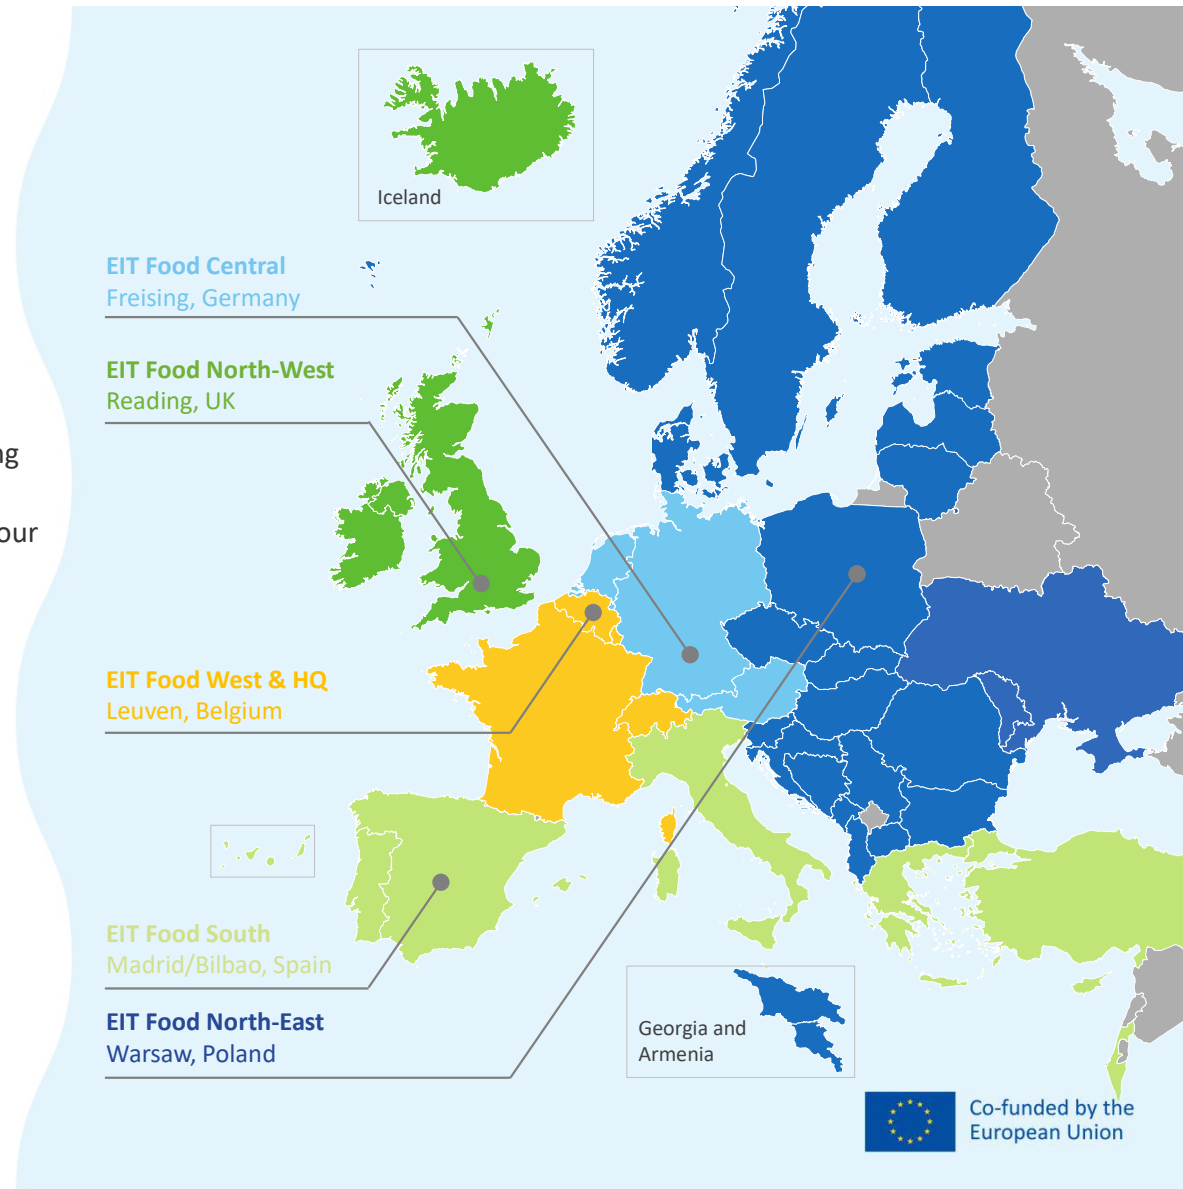 Iceland
EIT Food Central
Freising, Germany
EIT Food North-West
Reading, UK
our
EIT Food West & HQ
Leuven, Belgium
EIT Food South
Madrid/Bilbao, Spain
EIT Food North-East
Warsaw, Poland
Georgia and
Armenia
Co-funded by the
European Union